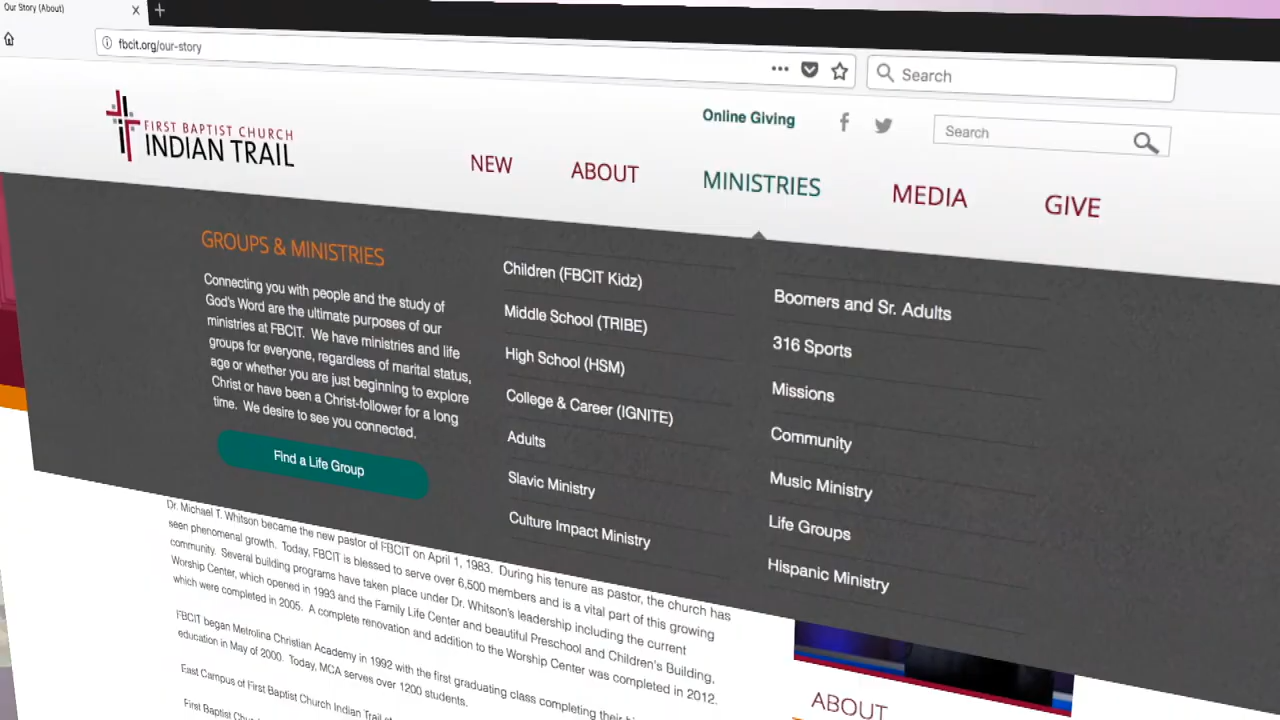 Our Story (About)
fbcit.org/our-story
Search
FIRST BAPTIST CHURCH
INDIAN TRAIL
Online Giving
Search
NEW
ABOUT
MINISTRIES
MEDIA
GIVE
GROUPS & MINISTRIES
Connecting you with people and the study of
God's Word are the ultimate purposes of our
ministries at FBCIT. We have ministries and life
groups for everyone, regardless of marital status,
age or whether you are just beginning to explore
Christ or have been a Christ-follower for a long
time. We desire to see you connected.
Find a Life Group
Children (FBCIT Kidz)
Middle School (TRIBE)
High School (HSM)
College & Career (IGNITE)
Adults
Slavic Ministry
Culture Impact Ministry
Boomers and Sr. Adults
316 Sports
Missions
Community
Music Ministry
Life Groups
Hispanic Ministry
Dr. Michael T. Whitson became the new pastor of FBCIT on April 1, 1983. During his tenure as pastor, the church has
seen phenomenal growth. Today, FBCIT is blessed to serve over 6,500 members and is a vital part of this growing
community. Several building programs have taken place under Dr. Whitson's leadership including the current
Worship Center, which opened in 1993 and the Family Life Center and beautiful Preschool and Children's Building,
which were completed in 2005. A complete renovation and addition to the Worship Center was completed in 2012.
FBCIT began Metrolina Christian Academy in 1992 with the first graduating class completing their
education in May of 2000. Today, MCA serves over 1200 students.
East Campus of First Baptist Church Indian Trail
First Baptist
ABOUT